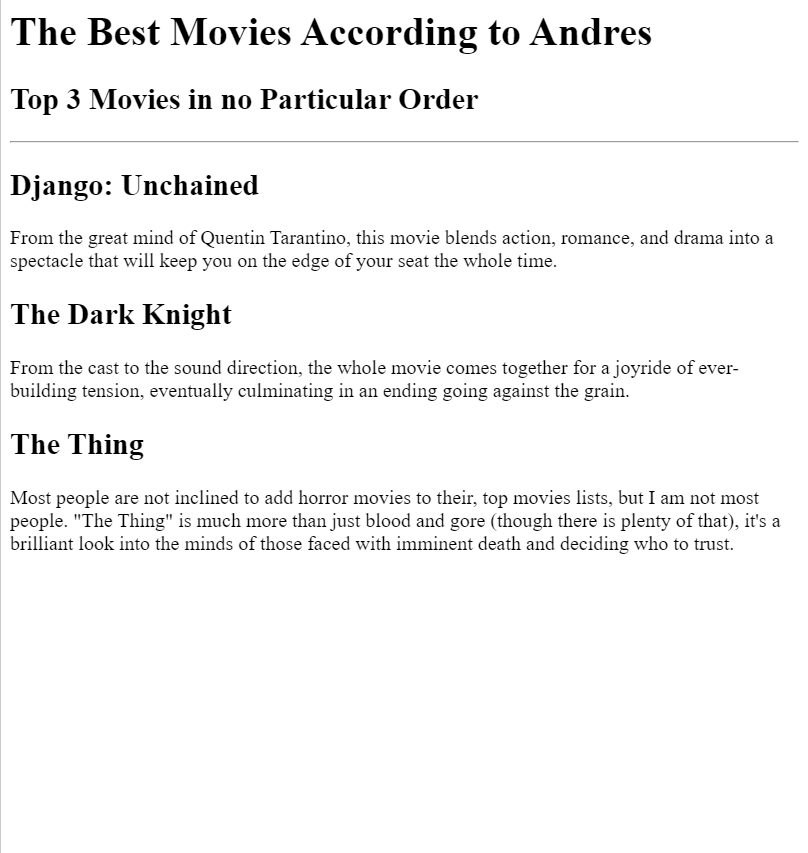 The Best Movies According to Andres
Top 3 Movies in no Particular Order
Django: Unchained
From the great mind of Quentin Tarantino, this movie blends action, romance, and drama into a
spectacle that will keep you on the edge of your seat the whole time.
The Dark Knight
From the cast to the sound direction, the whole movie comes together for a joyride of ever-
building tension, eventually culminating in an ending going against the grain.
The Thing
Most people are not inclined to add horror movies to their, top movies lists, but I am not most
people. "The Thing" is much more than just blood and gore (though there is plenty of that), it's a
brilliant look into the minds of those faced with imminent death and deciding who to trust.